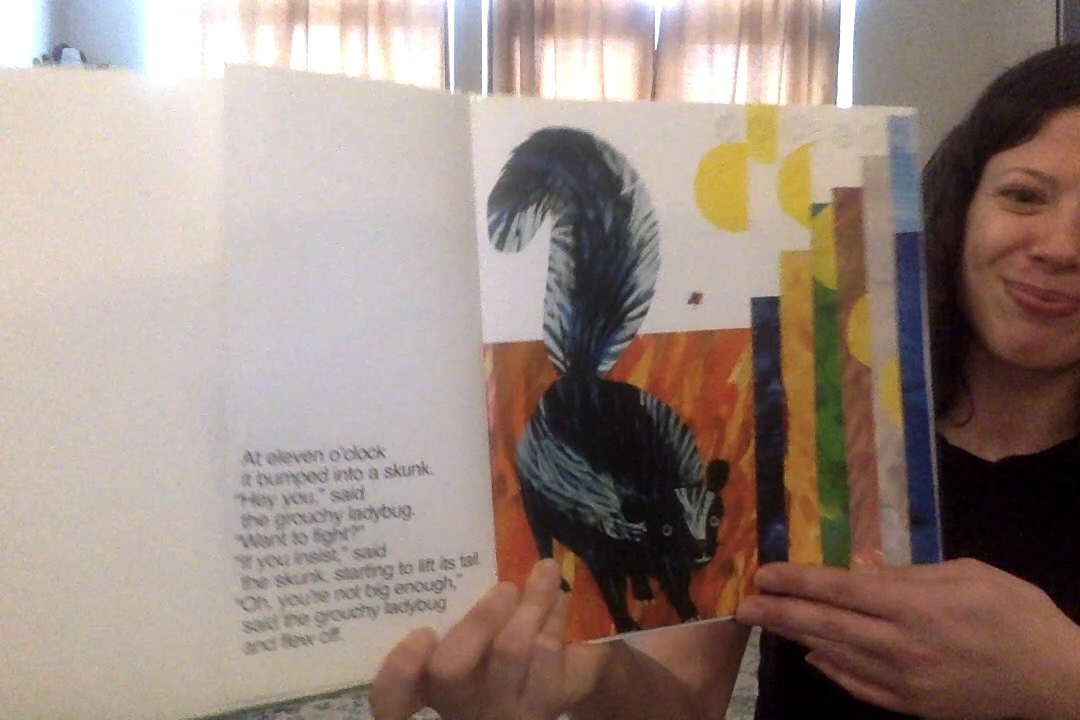 At eleven o'clock
it bumped into a skunk.
"Hey you," said
the grouchy ladybug.
"Want to fight?"
"If you insist," said
the skunk, starting to lift its tail.
"Oh, you're not big enough,"
said the grouchy ladybug
and flew off.